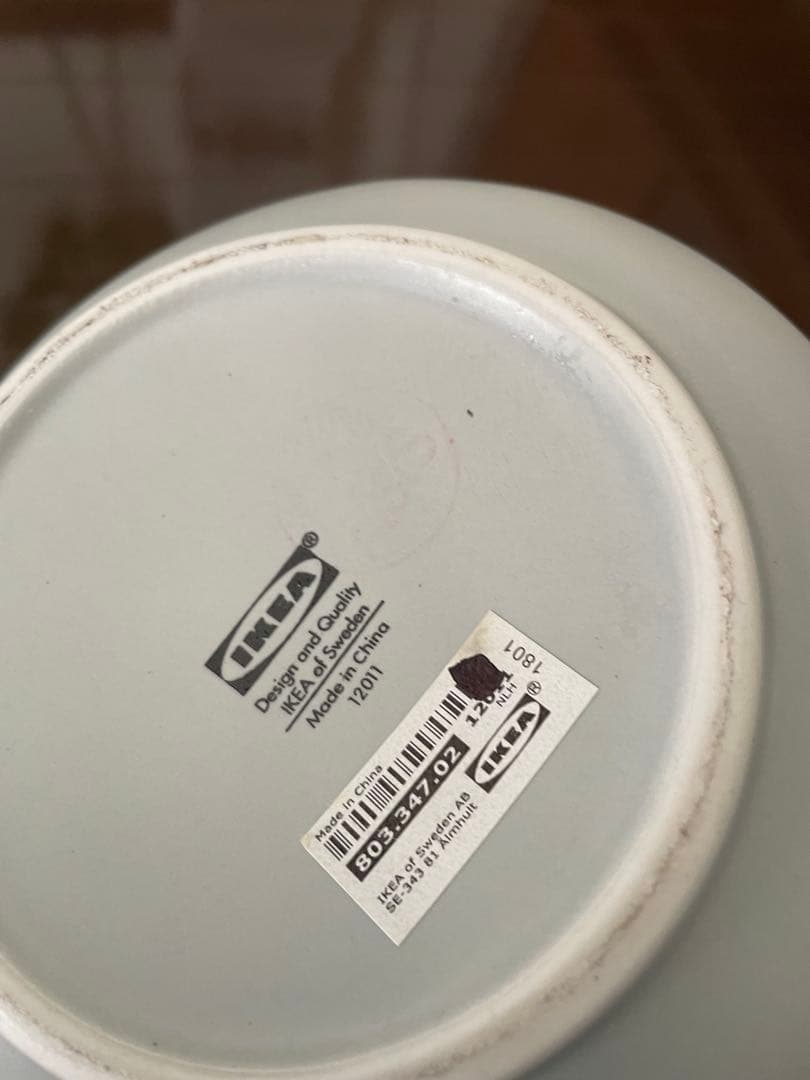 IKEA®
Design and Quality
IKEA of Sweden
Made in China
12011
1801
Made in China
NLH
803.347.02
IKEA®
IKEA of Sweden AB
SE-343 81 Älmhult